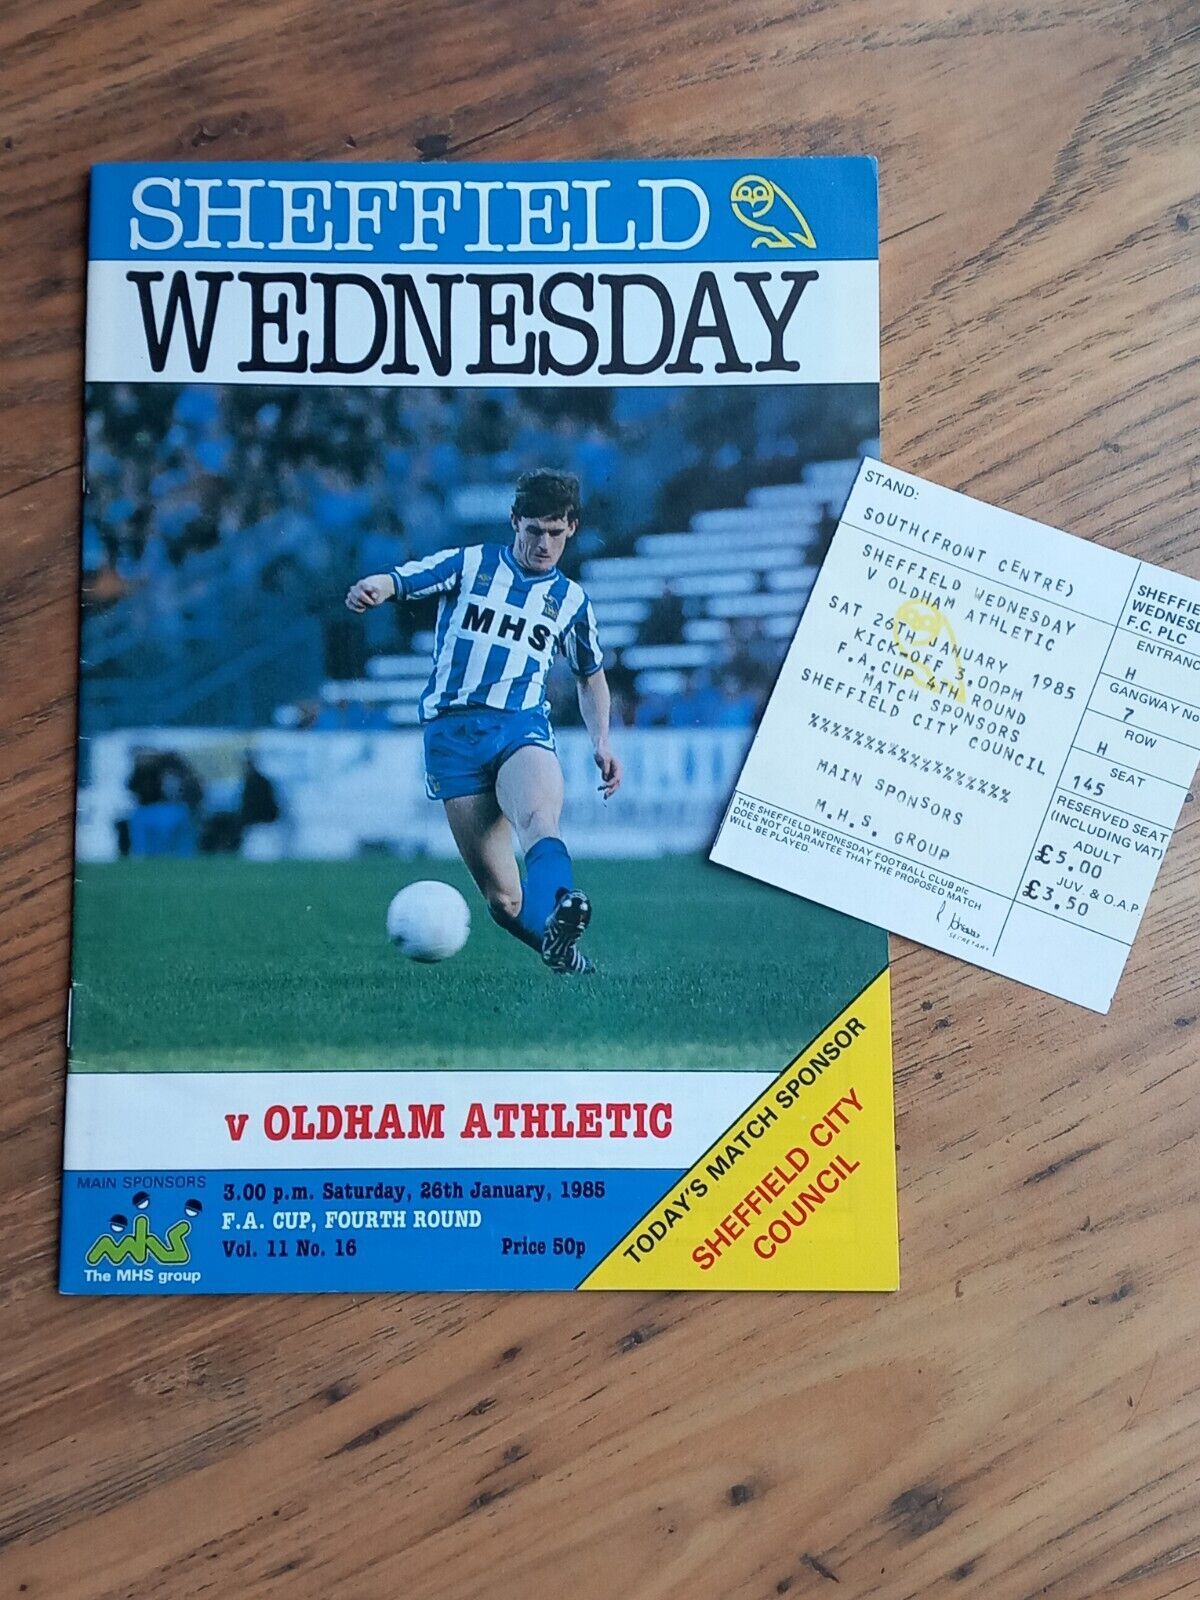 SHEFFIELD
WEDNESDAY
MHS
v OLDHAM ATHLETIC
MAIN SPONSORS
mhs
The MHS group
3.00 p.m. Saturday, 26th January, 1985
F.A. CUP, FOURTH ROUND
Vol. 11 No. 16
Price 50p
TODAY'S MATCH SPONSOR
SHEFFIELD CITY
COUNCIL
STAND:
SOUTH(FRONT CENTRE)
SHEFFIELD WEDNESDAY
V OLDHAM ATHLETIC
SAT 26TH JANUARY 1985
KICK-OFF 3.00PM
F.A.CUP 4TH ROUND
MATCH SPONSORS
SHEFFIELD CITY COUNCIL
%%%%%%%%%%%%%%%%%%
MAIN SPONSORS
M.H.S. GROUP
THE SHEFFIELD WEDNESDAY FOOTBALL CLUB plc
DOES NOT GUARANTEE THAT THE PROPOSED MATCH
WILL BE PLAYED.
SECRETARY
SHEFFIE
WEDNESD
F.C. PLC
ENTRANC
H
GANGWAY No
7
ROW
H
SEAT
145
RESERVED SEAT
(INCLUDING VAT)
ADULT
£5.00
JUV. & O.A.P
£3.50